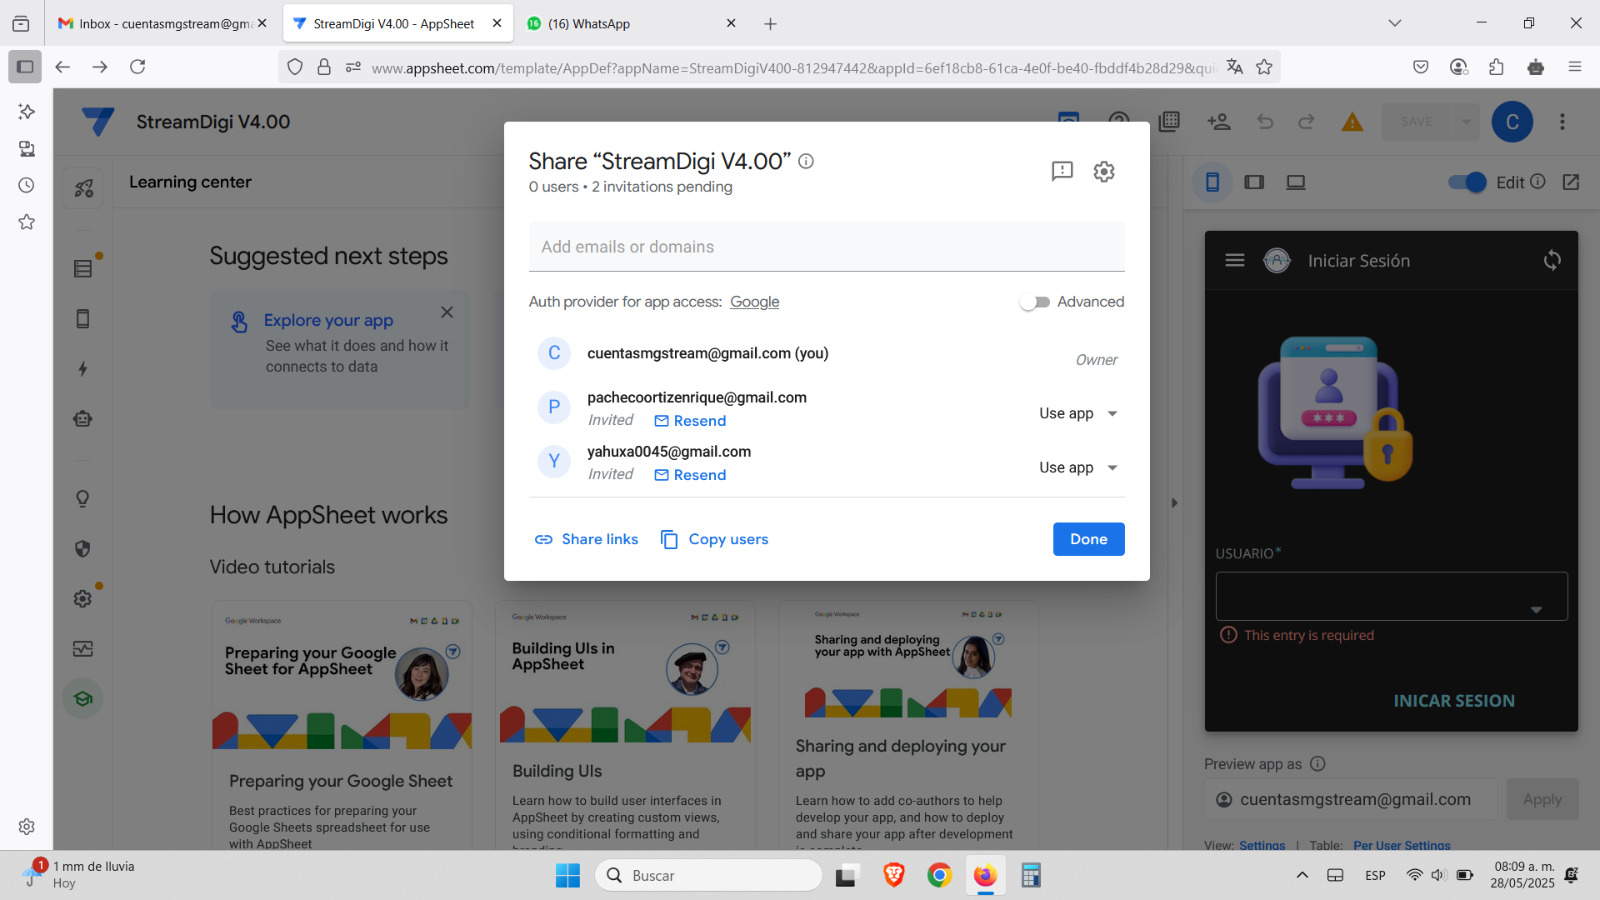 Inbox - cuentasmgstream@gma
StreamDigi V4.00 - AppSheet
16
(16) WhatsApp
www.appsheet.com/template/AppDef?appName=StreamDigiV400-812947442&appId=6ef18cb8-61ca-4e0f-be40-fbddf4b28d29&qui
StreamDigi V4.00
SAVE
C
Learning center
Edit
Suggested next steps
Explore your app
See what it does and how it
connects to data
Share “StreamDigi V4.00”
0 users • 2 invitations pending
Add emails or domains
Auth provider for app access: Google
Advanced
C
cuentasmgstream@gmail.com (you)
Owner
P
pachecoortizenrique@gmail.com
Invited
Resend
Use app
Y
yahuxa0045@gmail.com
Invited
Resend
Use app
Share links
Copy users
Done
Iniciar Sesión
***
USUARIO*
This entry is required
INICAR SESION
How AppSheet works
Video tutorials
Google Workspace
Preparing your Google
Sheet for AppSheet
Preparing your Google Sheet
Best practices for preparing your
Google Sheets spreadsheet for use
with AppSheet
Google Workspace
Building UIs in
AppSheet
Building UIs
Learn how to build user interfaces in
AppSheet by creating custom views,
using conditional formatting and
Google Workspace
Sharing and deploying
your app with AppSheet
Sharing and deploying your
app
Learn how to add co-authors to help
develop your app, and how to deploy
and share your app after development
Preview app as
cuentasmgstream@gmail.com
Apply
View: Settings | Table: Per User Settings
1
1 mm de lluvia
Hoy
Buscar
ESP
08:09 a. m.
28/05/2025